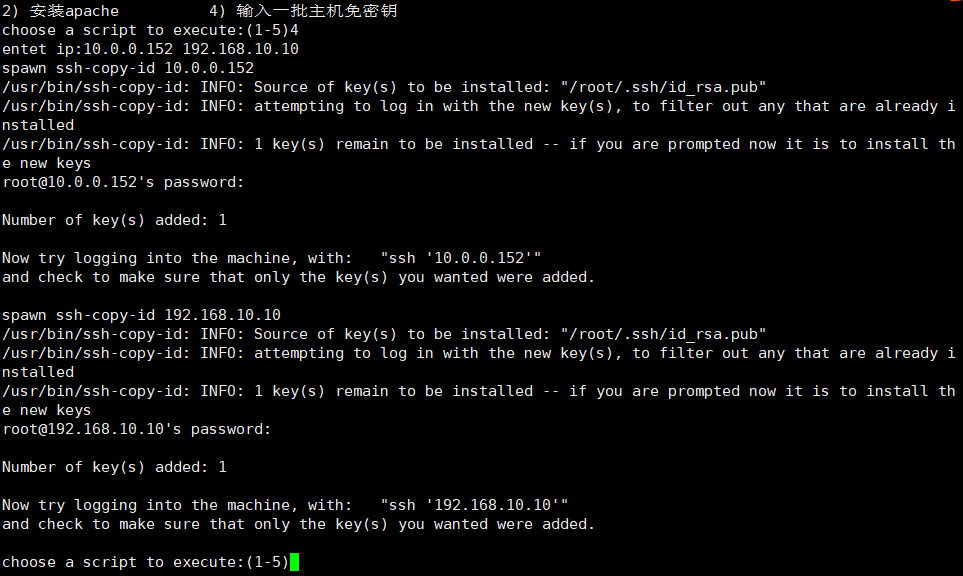 2) 安装apache          4) 输入一批主机免密钥
choose a script to execute:(1-5)4
entet ip:10.0.0.152 192.168.10.10
spawn ssh-copy-id 10.0.0.152
/usr/bin/ssh-copy-id: INFO: Source of key(s) to be installed: "/root/.ssh/id_rsa.pub"
/usr/bin/ssh-copy-id: INFO: attempting to log in with the new key(s), to filter out any that are already i
nstalled
/usr/bin/ssh-copy-id: INFO: 1 key(s) remain to be installed -- if you are prompted now it is to install th
e new keys
root@10.0.0.152's password:
Number of key(s) added: 1
Now try logging into the machine, with:   "ssh '10.0.0.152'"
and check to make sure that only the key(s) you wanted were added.
spawn ssh-copy-id 192.168.10.10
/usr/bin/ssh-copy-id: INFO: Source of key(s) to be installed: "/root/.ssh/id_rsa.pub"
/usr/bin/ssh-copy-id: INFO: attempting to log in with the new key(s), to filter out any that are already i
nstalled
/usr/bin/ssh-copy-id: INFO: 1 key(s) remain to be installed -- if you are prompted now it is to install th
e new keys
root@192.168.10.10's password:
Number of key(s) added: 1
Now try logging into the machine, with:   "ssh '192.168.10.10'"
and check to make sure that only the key(s) you wanted were added.
choose a script to execute:(1-5)